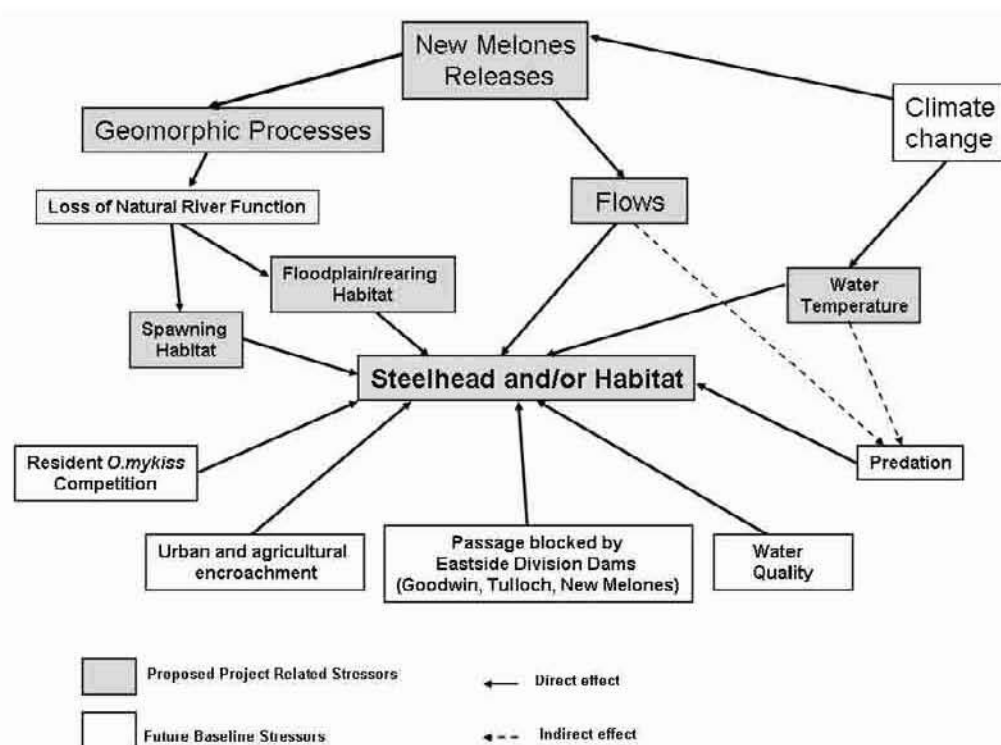 New Melones
Releases
Climate
change
Geomorphic Processes
Loss of Natural River Function
Flows
Floodplain/rearing
Habitat
Water
Temperature
Spawning
Habitat
Steelhead and/or Habitat
Resident O.mykiss
Competition
Predation
Urban and agricultural
encroachment
Passage blocked by
Eastside Division Dams
(Goodwin, Tulloch, New Melones)
Water
Quality
Proposed Project Related Stressors
Direct effect
Future Baseline Stressors
Indirect effect